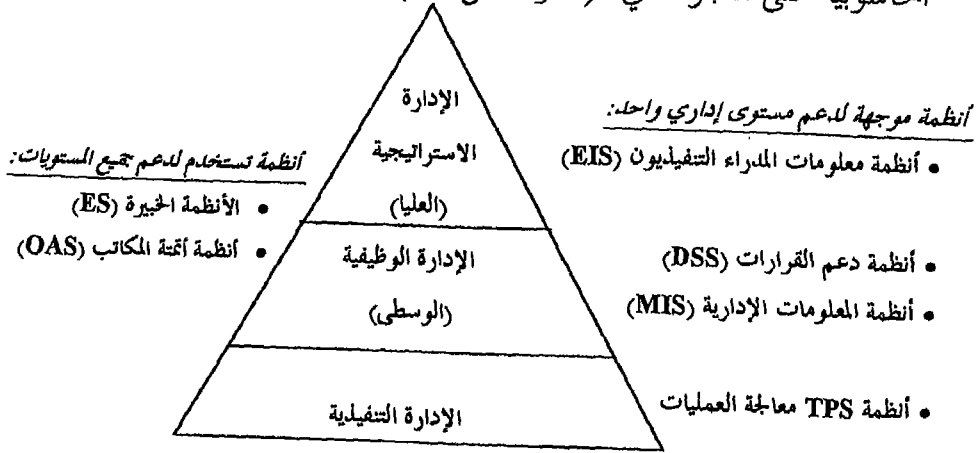 أنظمة موجهة لدعم مستوى إداري واحد:
• أنظمة معلومات المدراء التنفيذيون (EIS)
• أنظمة دعم القرارات (DSS)
• أنظمة المعلومات الإدارية (MIS)
• أنظمة TPS معالجة العمليات
الإدارة
الاستراتيجية
(العليا)
الإدارة الوظيفية
(الوسطى)
الإدارة التنفيذية
أنظمة تستخدم لدعم جميع المستويات:
• الأنظمة الخبيرة (ES)
• أنظمة أتمتة المكاتب (OAS)